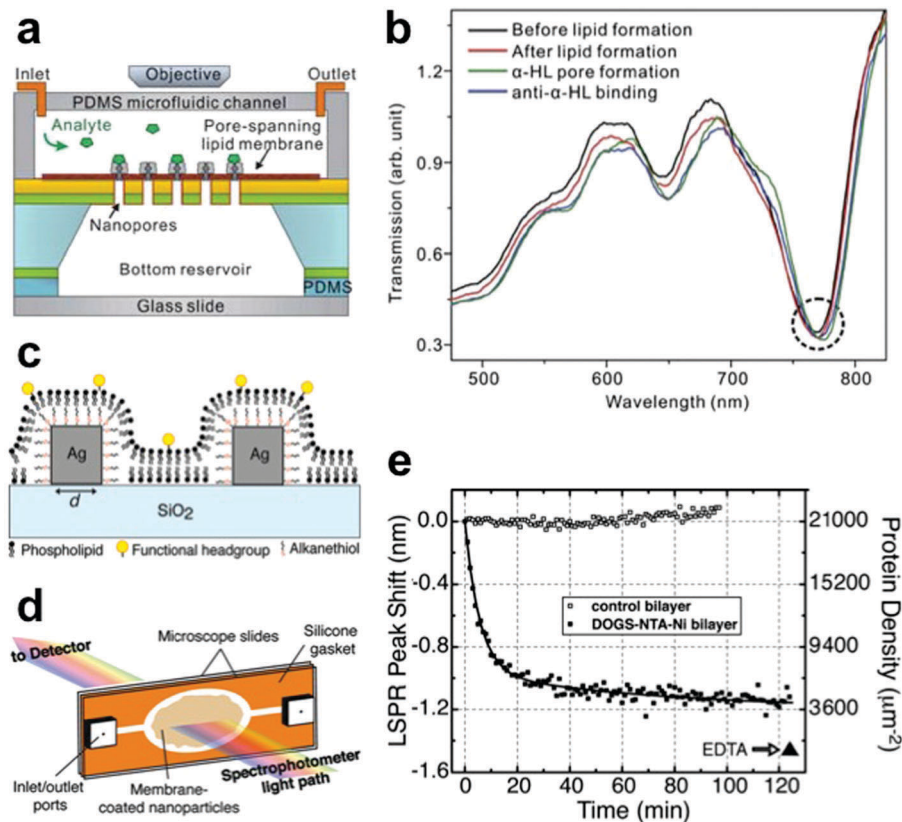 a
Inlet
Objective
Outlet
PDMS microfluidic channel
Analyte
Pore-spanning
lipid membrane
Nanopores
Bottom reservoir
PDMS
Glass slide
b
Before lipid formation
After lipid formation
α-HL pore formation
anti-α-HL binding
Transmission (arb. unit)
1.2
0.9
0.6
0.3
500
600
700
800
Wavelength (nm)
c
Ag
Ag
d
SiO2
Phospholipid
Functional headgroup
Alkanethiol
d
to Detector
Microscope slides
Silicone
gasket
Inlet/outlet
ports
Membrane-
coated nanoparticles
Spectrophotometer
light path
e
LSPR Peak Shift (nm)
0.0
-0.4
-0.8
-1.2
-1.6
control bilayer
DOGS-NTA-Ni bilayer
EDTA
21000
15200
9400
3600
Protein Density (μm-2)
0
20
40
60
80
100
120
Time (min)